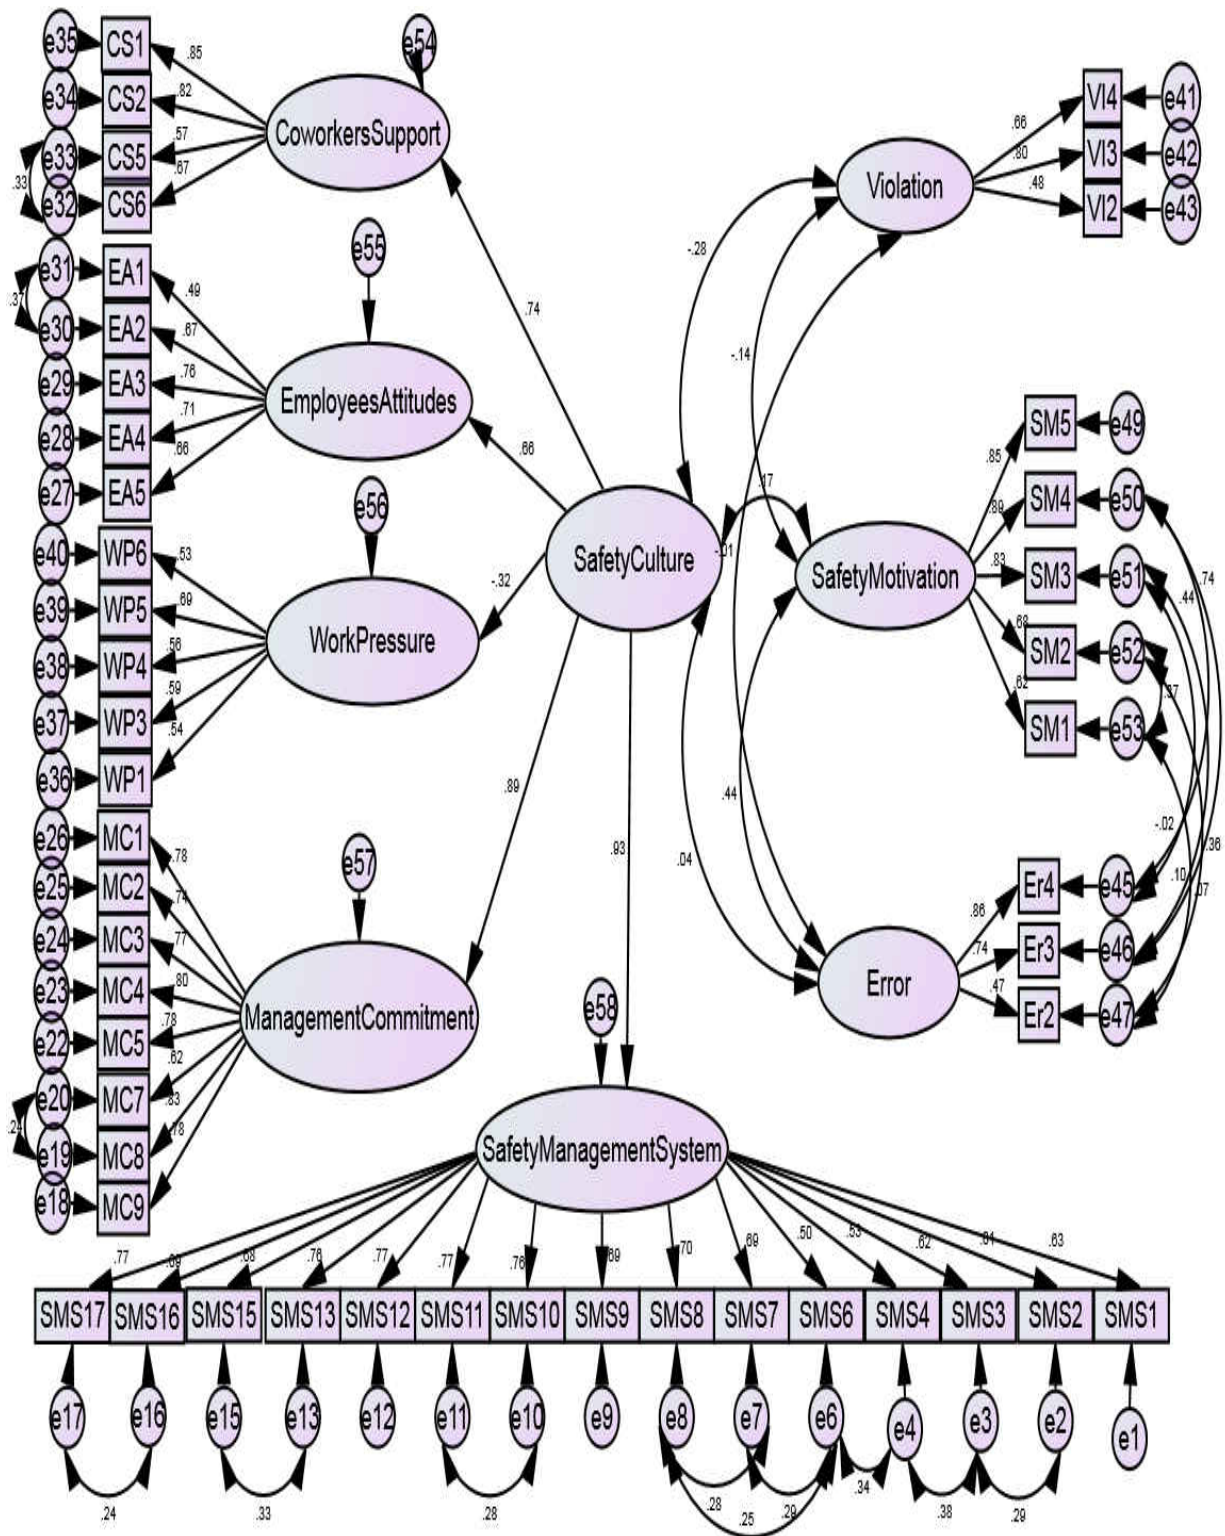 e35 CS1 .85
e34 CS2 .82
e33 CS5 .57
e32 CS6 .67
.33
CoworkersSupport
e54
e31 EA1 .49
e30 EA2 .67
e29 EA3 .76
e28 EA4 .71
e27 EA5 .66
.37
EmployeesAttitudes
e55
e40 WP6 .53
e39 WP5 .69
e38 WP4 .56
e37 WP3 .59
e36 WP1 .54
WorkPressure
e56
e26 MC1 .78
e25 MC2 .74
e24 MC3 .77
e23 MC4 .80
e22 MC5 .78
e20 MC7 .62
e19 MC8 .83
e18 MC9 .78
.24
ManagementCommitment
e57
SafetyCulture
.74
.66
-.32
.89
.93
Violation
.66 VI4 e41
.80 VI3 e42
.48 VI2 e43
-.28
-.14
.17
-.01
.44
.04
SafetyMotivation
.85 SM5 e49
.89 SM4 e50
.83 SM3 e51
.68 SM2 e52
.62 SM1 e53
.74
.44
.37
-.02
.36
.10
.07
Error
.86 Er4 e45
.74 Er3 e46
.47 Er2 e47
e58
SafetyManagementSystem
.77 .69 .68 .76 .77 .77 .76 .69 .70 .69 .50 .53 .62 .61 .63
SMS17 SMS16 SMS15 SMS13 SMS12 SMS11 SMS10 SMS9 SMS8 SMS7 SMS6 SMS4 SMS3 SMS2 SMS1
e17 e16 e15 e13 e12 e11 e10 e9 e8 e7 e6 e4 e3 e2 e1
.24 .33 .28 .28 .25 .29 .34 .38 .29